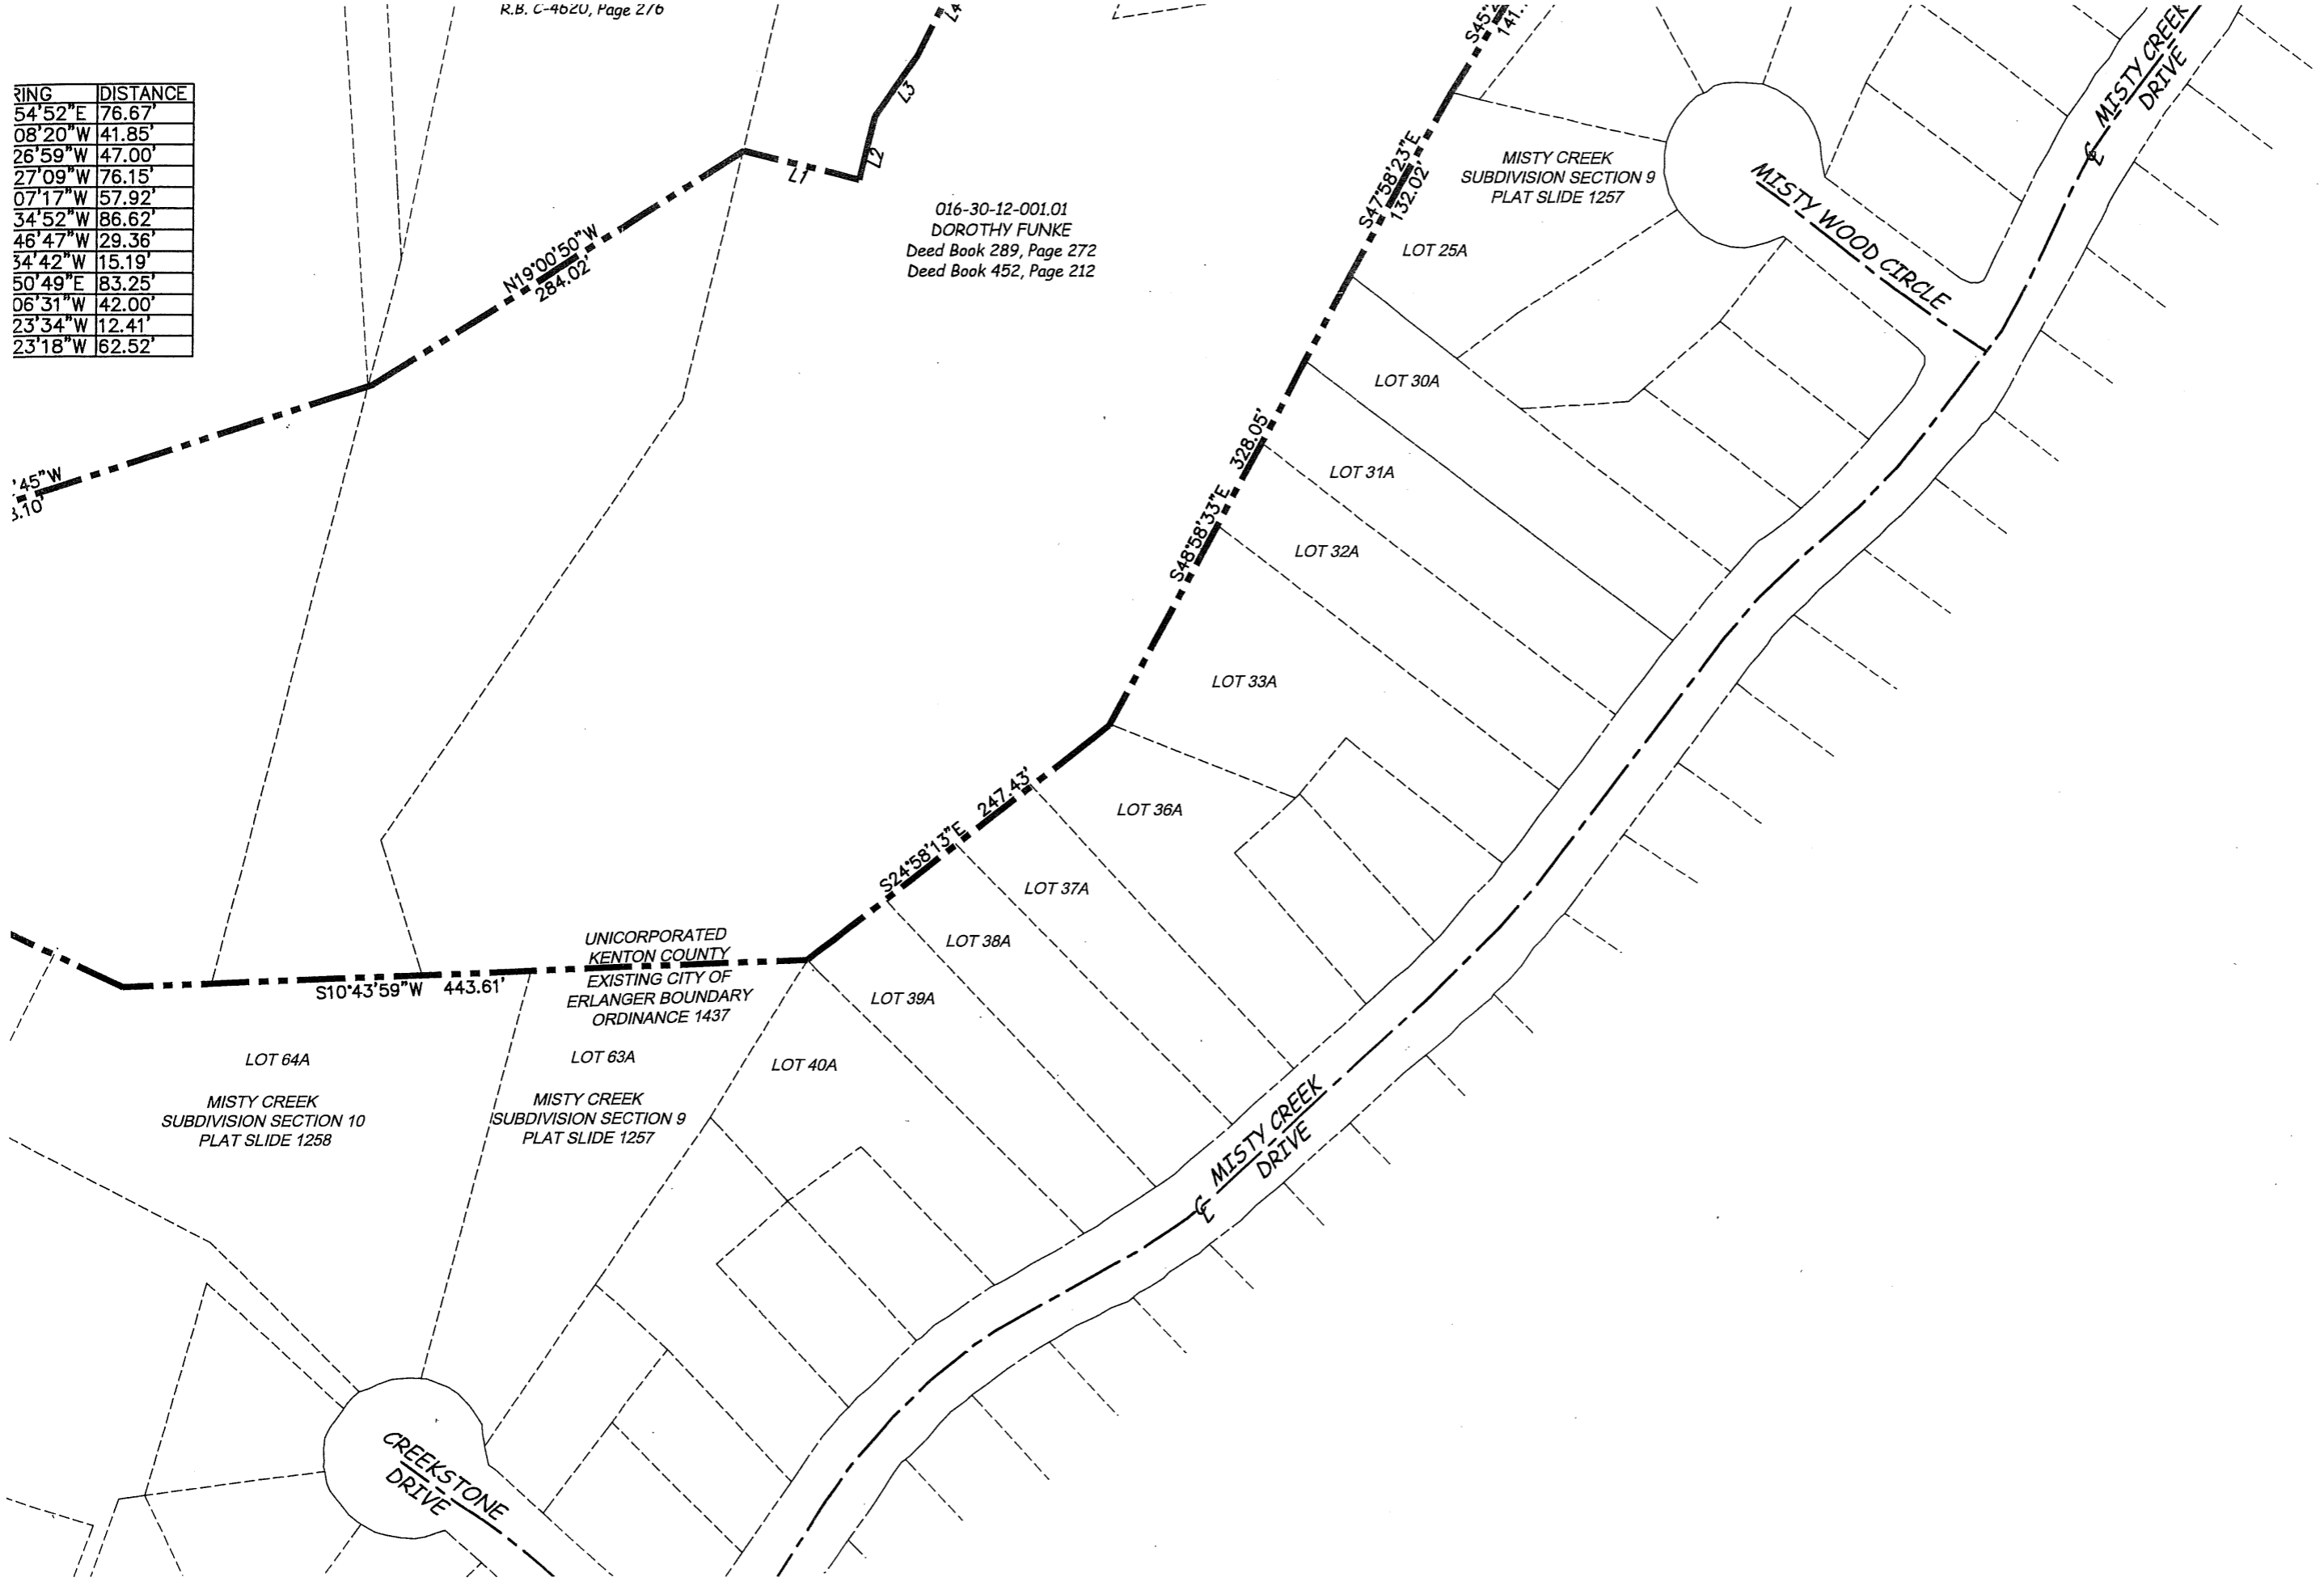 R.B. C-4620, Page 276
RING DISTANCE
54'52"E 76.67'
08'20"W 41.85'
26'59"W 47.00'
27'09"W 76.15'
07'17"W 57.92'
34'52"W 86.62'
46'47"W 29.36'
34'42"W 15.19'
50'49"E 83.25'
06'31"W 42.00'
23'34"W 12.41'
23'18"W 62.52'
L4
L3
L2
L1
N19°00'50"W
284.02'
'45"W
3.10'
016-30-12-001.01
DOROTHY FUNKE
Deed Book 289, Page 272
Deed Book 452, Page 212
141.
S47°58'23"E
132.02'
MISTY CREEK
SUBDIVISION SECTION 9
PLAT SLIDE 1257
LOT 25A
MISTY WOOD CIRCLE
MISTY CREEK
DRIVE
LOT 30A
LOT 31A
LOT 32A
LOT 33A
S48°58'33"E 328.05'
LOT 36A
LOT 37A
LOT 38A
LOT 39A
LOT 40A
S24°58'13"E 247.43'
UNICORPORATED
KENTON COUNTY
EXISTING CITY OF
ERLANGER BOUNDARY
ORDINANCE 1437
S10°43'59"W 443.61'
LOT 64A
MISTY CREEK
SUBDIVISION SECTION 10
PLAT SLIDE 1258
LOT 63A
MISTY CREEK
SUBDIVISION SECTION 9
PLAT SLIDE 1257
MISTY CREEK
DRIVE
CREEKSTONE
DRIVE